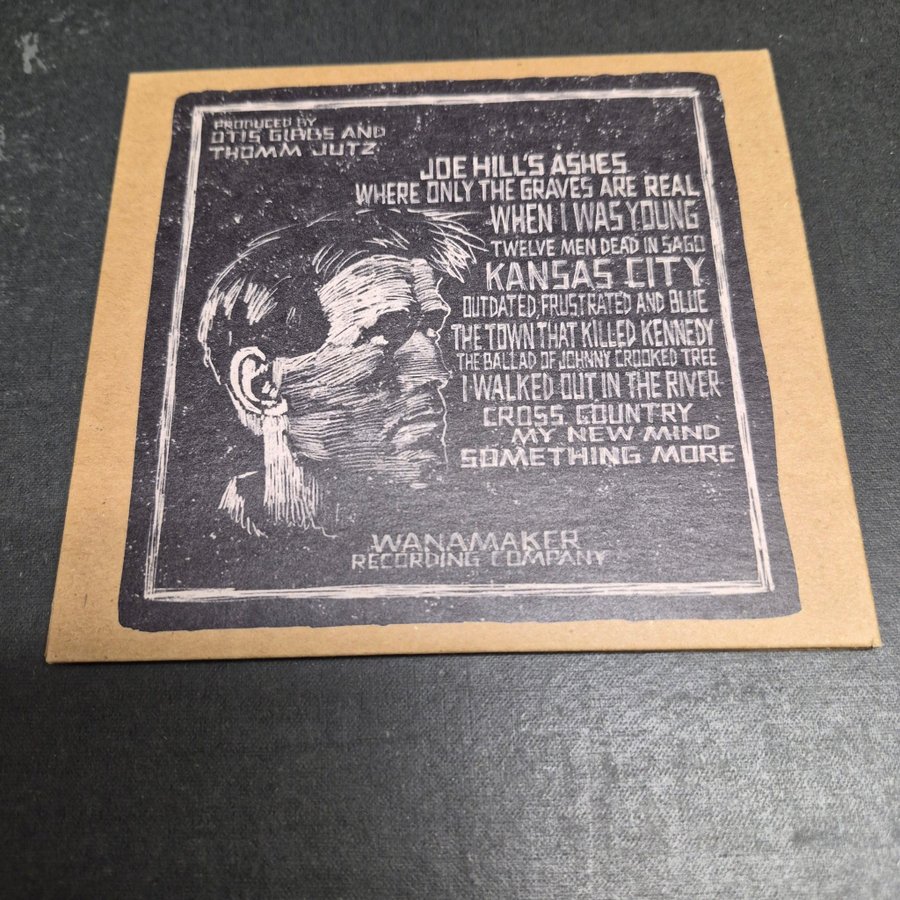 PRODUCED BY
OTIS GIBBS AND
THOMM JUTZ
JOE HILL'S ASHES
WHERE ONLY THE GRAVES ARE REAL
WHEN I WAS YOUNG
TWELVE MEN DEAD IN SAGO
KANSAS CITY
OUTDATED, FRUSTRATED AND BLUE
THE TOWN THAT KILLED KENNEDY
THE BALLAD OF JOHNNY CROOKED TREE
I WALKED OUT IN THE RIVER
CROSS COUNTRY
MY NEW MIND
SOMETHING MORE
WANAMAKER
RECORDING COMPANY